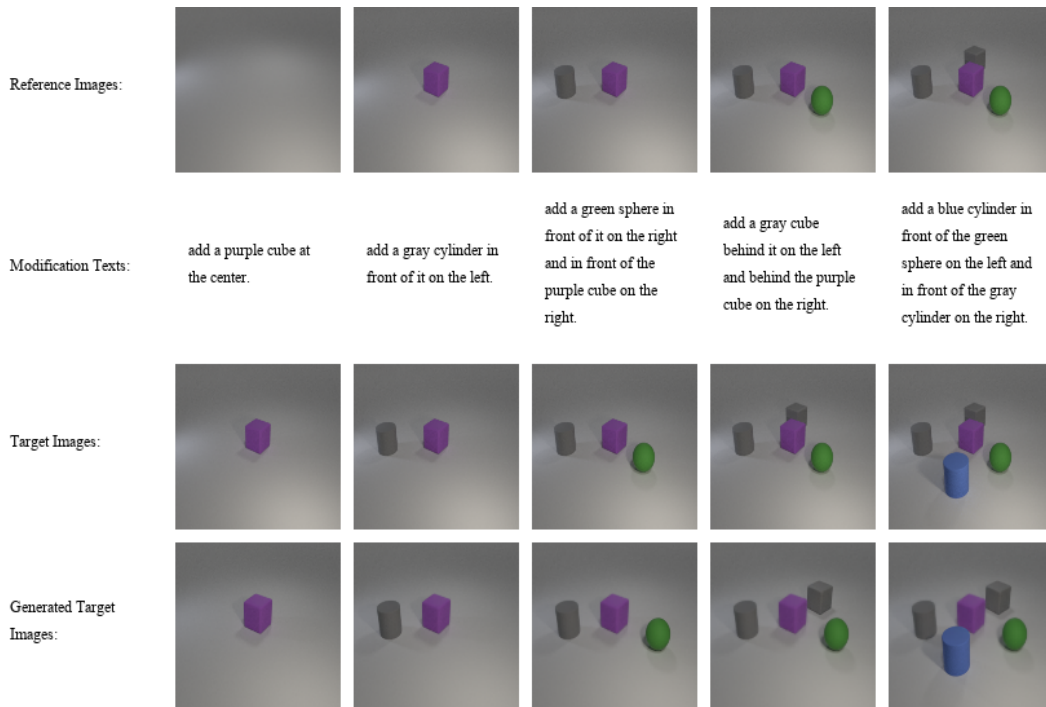 Reference Images:
Modification Texts:
add a purple cube at
the center.
add a gray cylinder in
front of it on the left.
add a green sphere in
front of it on the right
and in front of the
purple cube on the
right.
add a gray cube
behind it on the left
and behind the purple
cube on the right.
add a blue cylinder in
front of the green
sphere on the left and
in front of the gray
cylinder on the right.
Target Images:
Generated Target
Images: